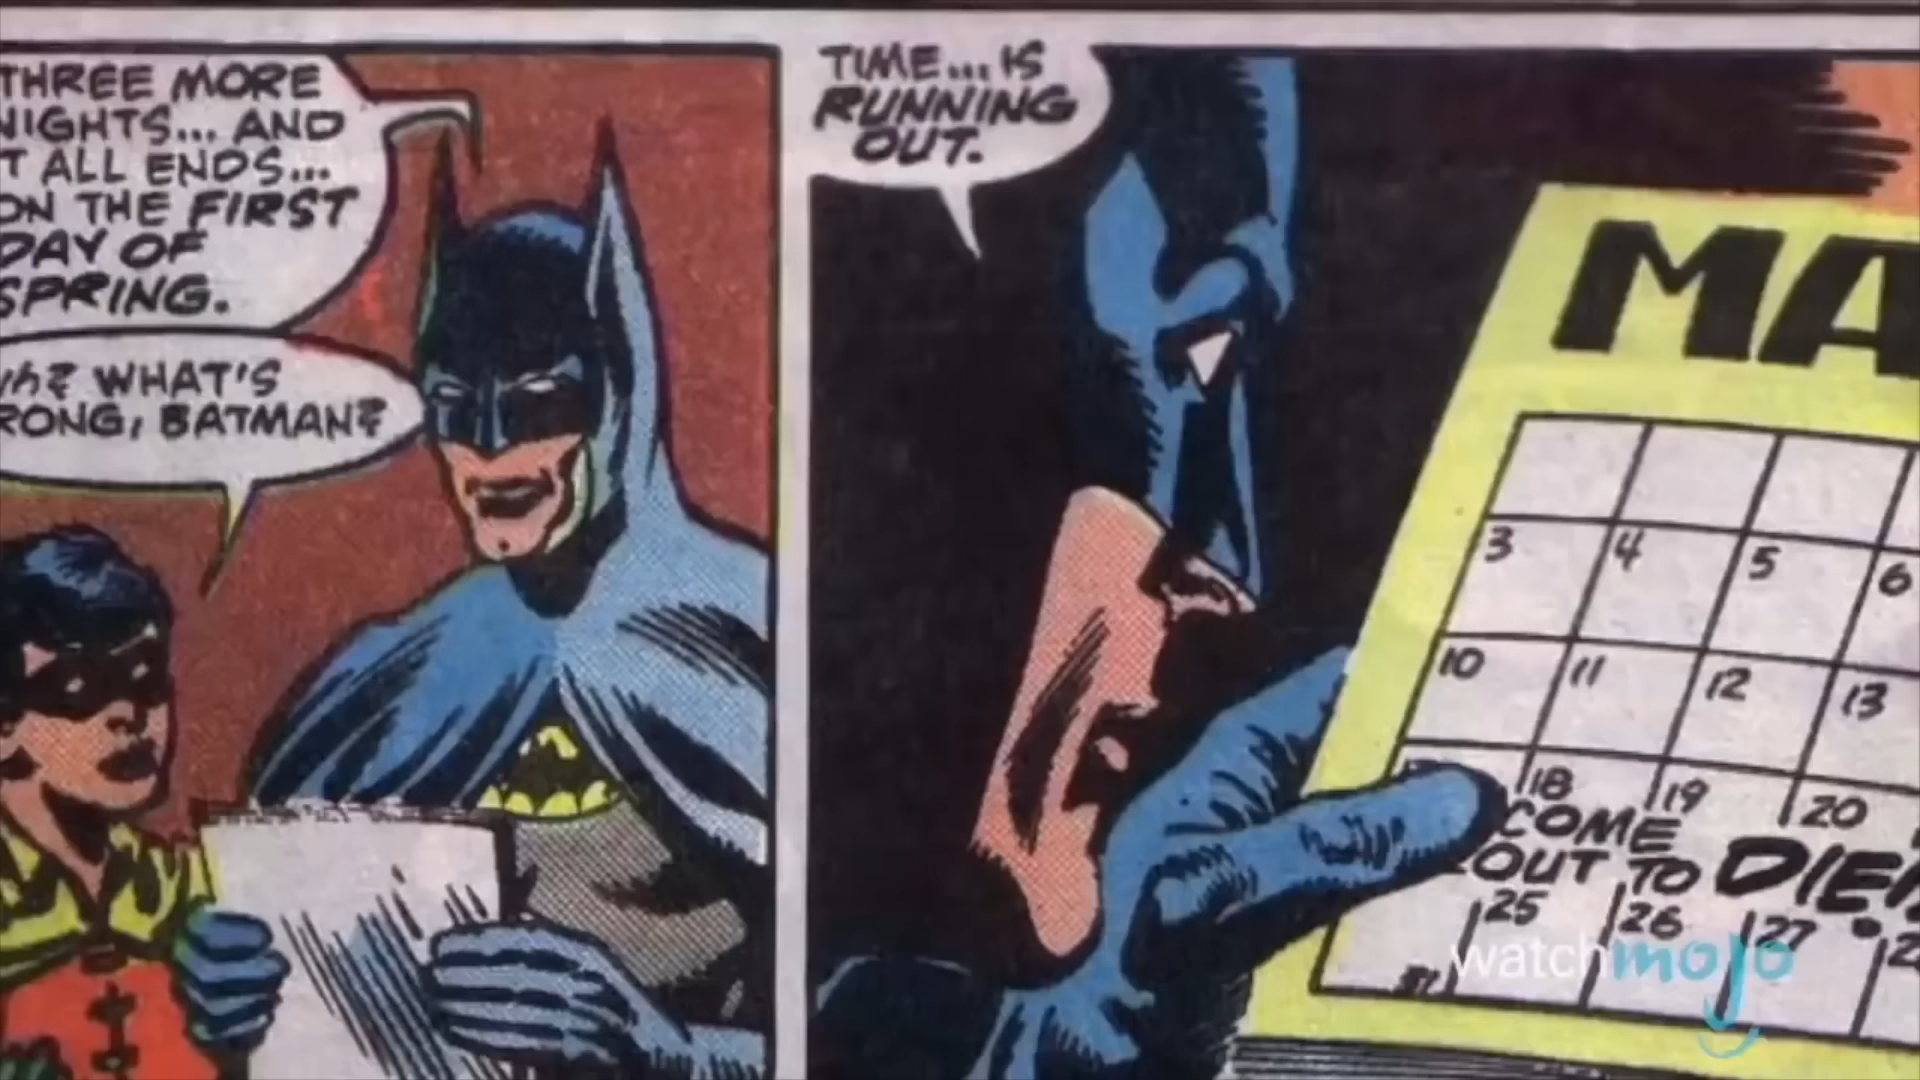 THREE MORE
NIGHTS... AND
T ALL ENDS...
ON THE FIRST
DAY OF
SPRING.
WHAT'S
RONG, BATMAN?
TIME... IS
RUNNING
OUT.
MA
3 4 5 6
10 11 12 13
18 19 20
COME
OUT TO DIE!
25 26 27 2
31
watchmojo